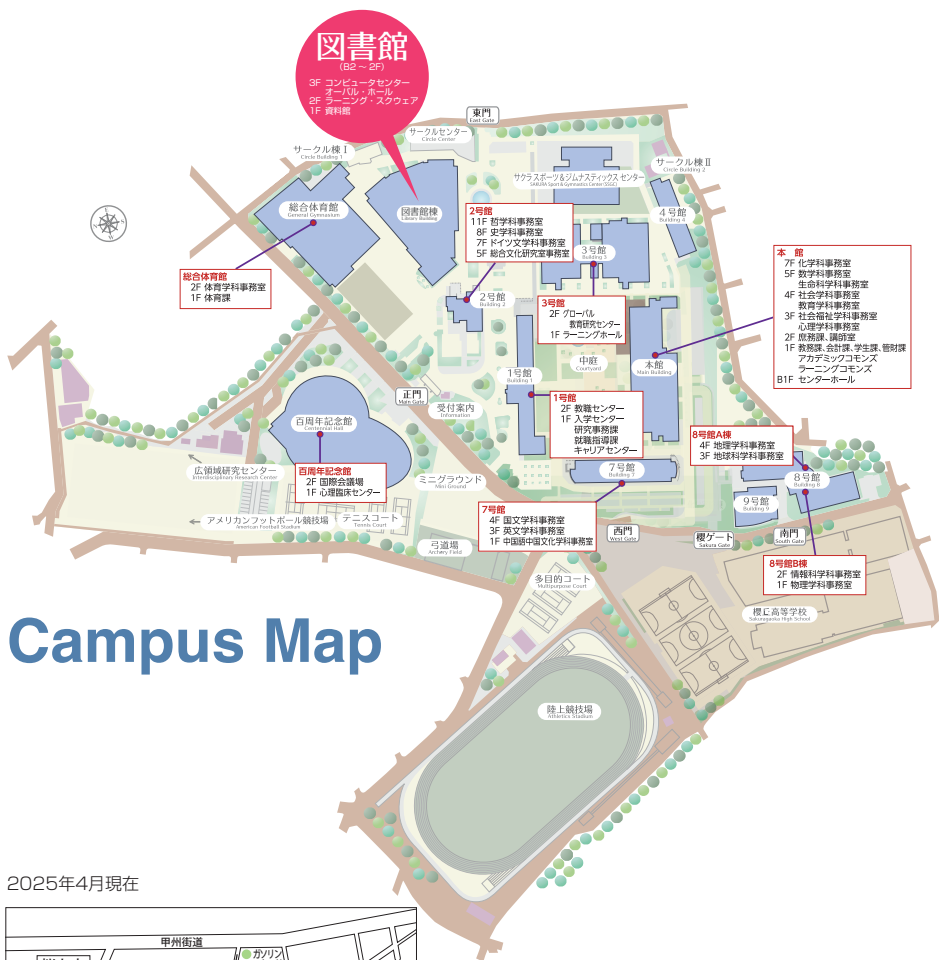 図書館
(B2～2F)
3F コンピュータセンター
オーバル・ホール
2F ラーニング・スクウェア
1F 資料館
東門
East Gate
サークルセンター
Circle Center
サークル棟Ⅰ
Circle Building 1
サークル棟Ⅱ
Circle Building 2
サクラ スポーツ&ジムナスティックス センター
SAKURA Sport & Gymnastics Center (SSGC)
総合体育館
General Gymnasium
図書館棟
Library Building
4号館
Building 4
2号館
11F 哲学科事務室
8F 史学科事務室
7F ドイツ文学科事務室
5F 総合文化研究室事務室
3号館
Building 3
本 館
7F 化学科事務室
5F 数学科事務室
生命科学科事務室
4F 社会学科事務室
教育学科事務室
3F 社会福祉学科事務室
心理学科事務室
2F 庶務課、講師室
1F 教務課、会計課、学生課、管財課
アカデミックコモンズ
ラーニングコモンズ
B1F センターホール
総合体育館
2F 体育学科事務室
1F 体育課
2号館
Building 2
3号館
2F グローバル
教育研究センター
1F ラーニングホール
中庭
Courtyard
本館
Main Building
1号館
Building 1
正門
Main Gate
受付案内
Information
1号館
2F 教職センター
1F 入学センター
研究事務課
就職指導課
キャリアセンター
百周年記念館
Centennial Hall
8号館A棟
4F 地理学科事務室
3F 地球科学科事務室
広領域研究センター
Interdisciplinary Research Center
百周年記念館
2F 国際会議場
1F 心理臨床センター
ミニグラウンド
Mini Ground
7号館
Building 7
8号館
Building 8
9号館
Building 9
7号館
4F 国文学科事務室
3F 英文学科事務室
1F 中国語中国文化学科事務室
アメリカンフットボール競技場
American Football Stadium
テニスコート
Tennis Court
西門
West Gate
櫻ゲート
Sakura Gate
南門
South Gate
弓道場
Archery Field
8号館B棟
2F 情報科学科事務室
1F 物理学科事務室
多目的コート
Multipurpose Court
櫻丘高等学校
Sakuragaoka High School
Campus Map
陸上競技場
Athletics Stadium
2025年4月現在
甲州街道
ガソリン